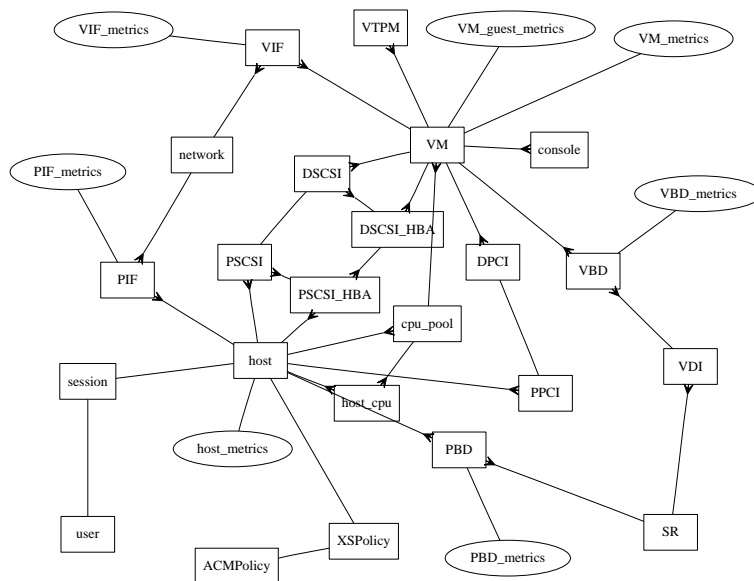 VIF_metrics
VIF
VTPM
VM_guest_metrics
VM_metrics
network
VM
console
PIF_metrics
DSCSI
VBD_metrics
DSCSI_HBA
PIF
PSCSI
DPCI
VBD
PSCSI_HBA
cpu_pool
host
session
VDI
host_cpu
PPCI
host_metrics
PBD
user
XSPolicy
SR
ACMPolicy
PBD_metrics